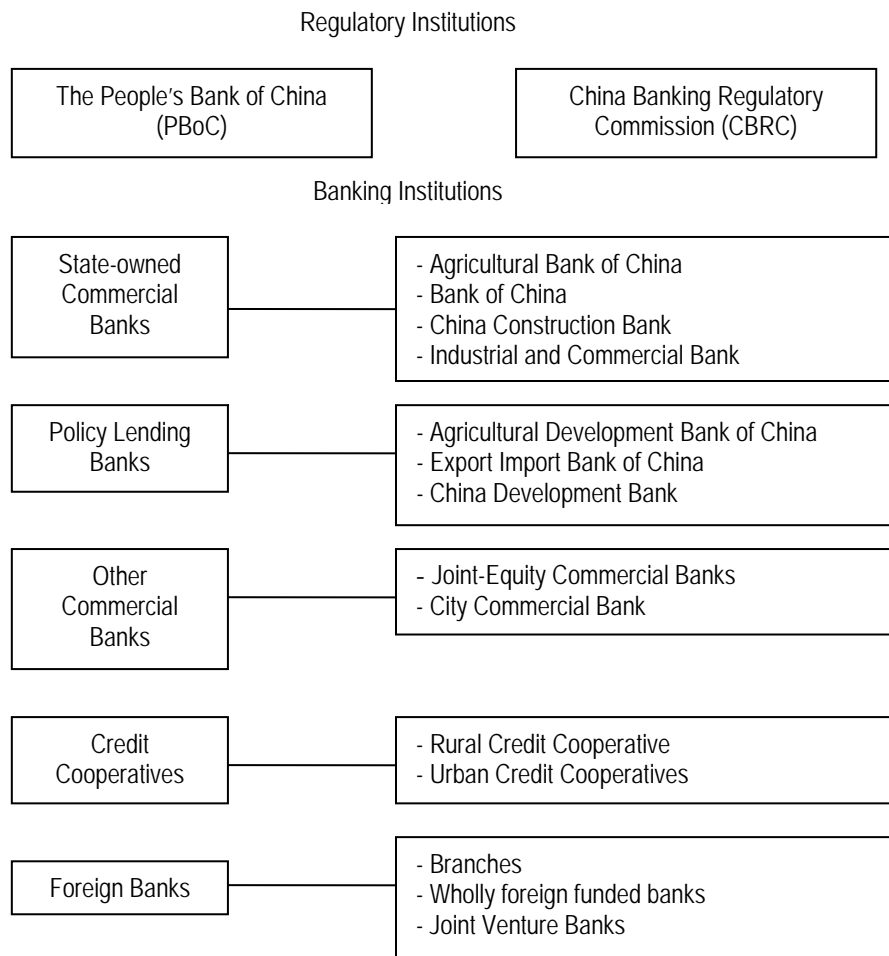 Regulatory Institutions
The People's Bank of China
(PBoC)
China Banking Regulatory
Commission (CBRC)
Banking Institutions
State-owned
Commercial
Banks
- Agricultural Bank of China
- Bank of China
- China Construction Bank
- Industrial and Commercial Bank
Policy Lending
Banks
- Agricultural Development Bank of China
- Export Import Bank of China
- China Development Bank
Other
Commercial
Banks
- Joint-Equity Commercial Banks
- City Commercial Bank
Credit
Cooperatives
- Rural Credit Cooperative
- Urban Credit Cooperatives
Foreign Banks
- Branches
- Wholly foreign funded banks
- Joint Venture Banks